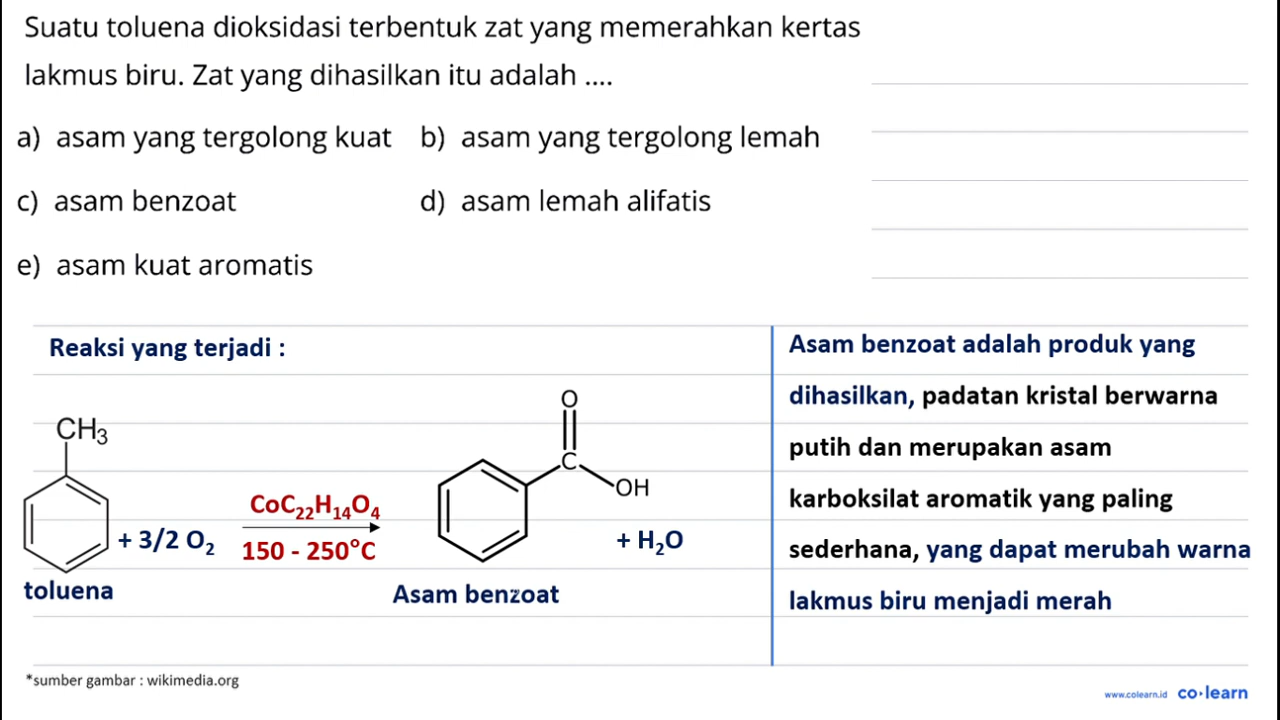 Suatu toluena dioksidasi terbentuk zat yang memerahkan kertas
lakmus biru. Zat yang dihasilkan itu adalah ....
a) asam yang tergolong kuat b) asam yang tergolong lemah
c) asam benzoat d) asam lemah alifatis
e) asam kuat aromatis
Reaksi yang terjadi :
CH3
+ 3/2 O2
CoC22H14O4
150 - 250°C
O
C
OH
+ H2O
toluena
Asam benzoat
Asam benzoat adalah produk yang
dihasilkan, padatan kristal berwarna
putih dan merupakan asam
karboksilat aromatik yang paling
sederhana, yang dapat merubah warna
lakmus biru menjadi merah
*sumber gambar : wikimedia.org
www.colearn.id co·learn